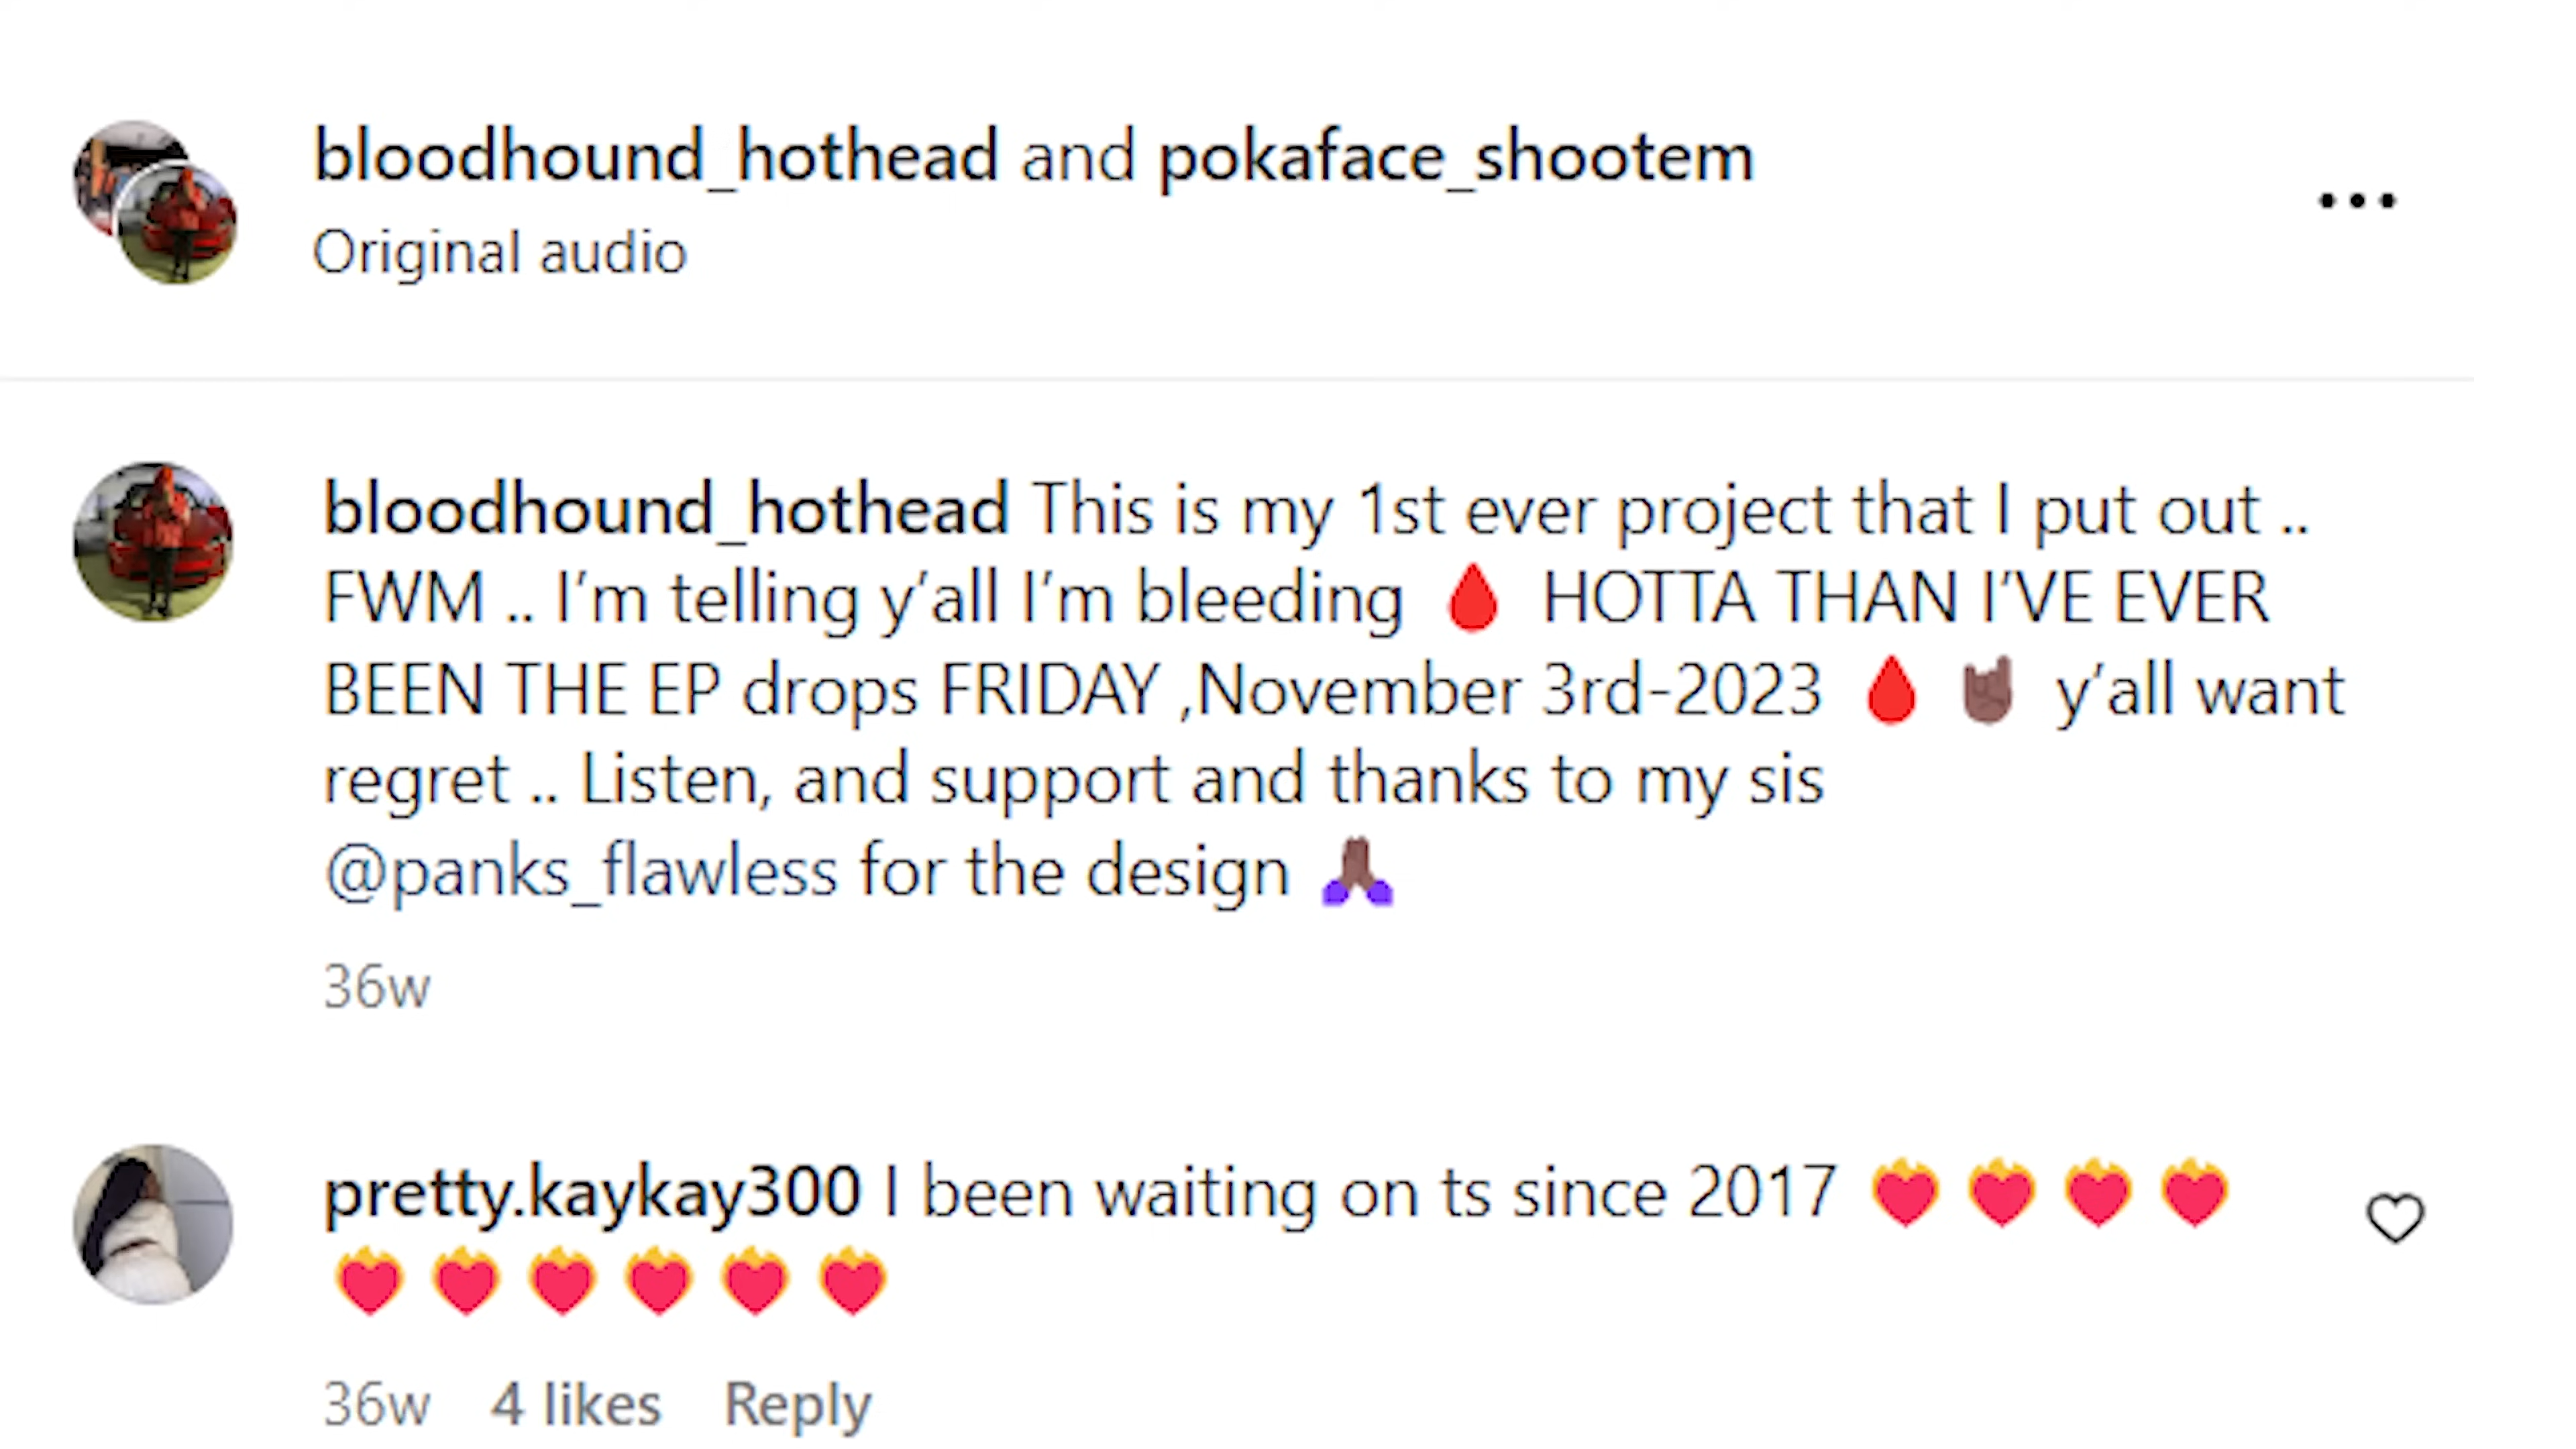 bloodhound_hothead and pokaface_shootem
Original audio
bloodhound_hothead This is my 1st ever project that I put out ..
FWM .. I’m telling y’all I’m bleeding 🩸 HOTTA THAN I’VE EVER
BEEN THE EP drops FRIDAY ,November 3rd-2023 🩸 🤘🏾 y’all want
regret .. Listen, and support and thanks to my sis
@panks_flawless for the design 🙏🏾
36w
pretty.kaykay300 I been waiting on ts since 2017 ❤️‍🔥 ❤️‍🔥 ❤️‍🔥 ❤️‍🔥
❤️‍🔥 ❤️‍🔥 ❤️‍🔥 ❤️‍🔥 ❤️‍🔥 ❤️‍🔥
36w 4 likes Reply